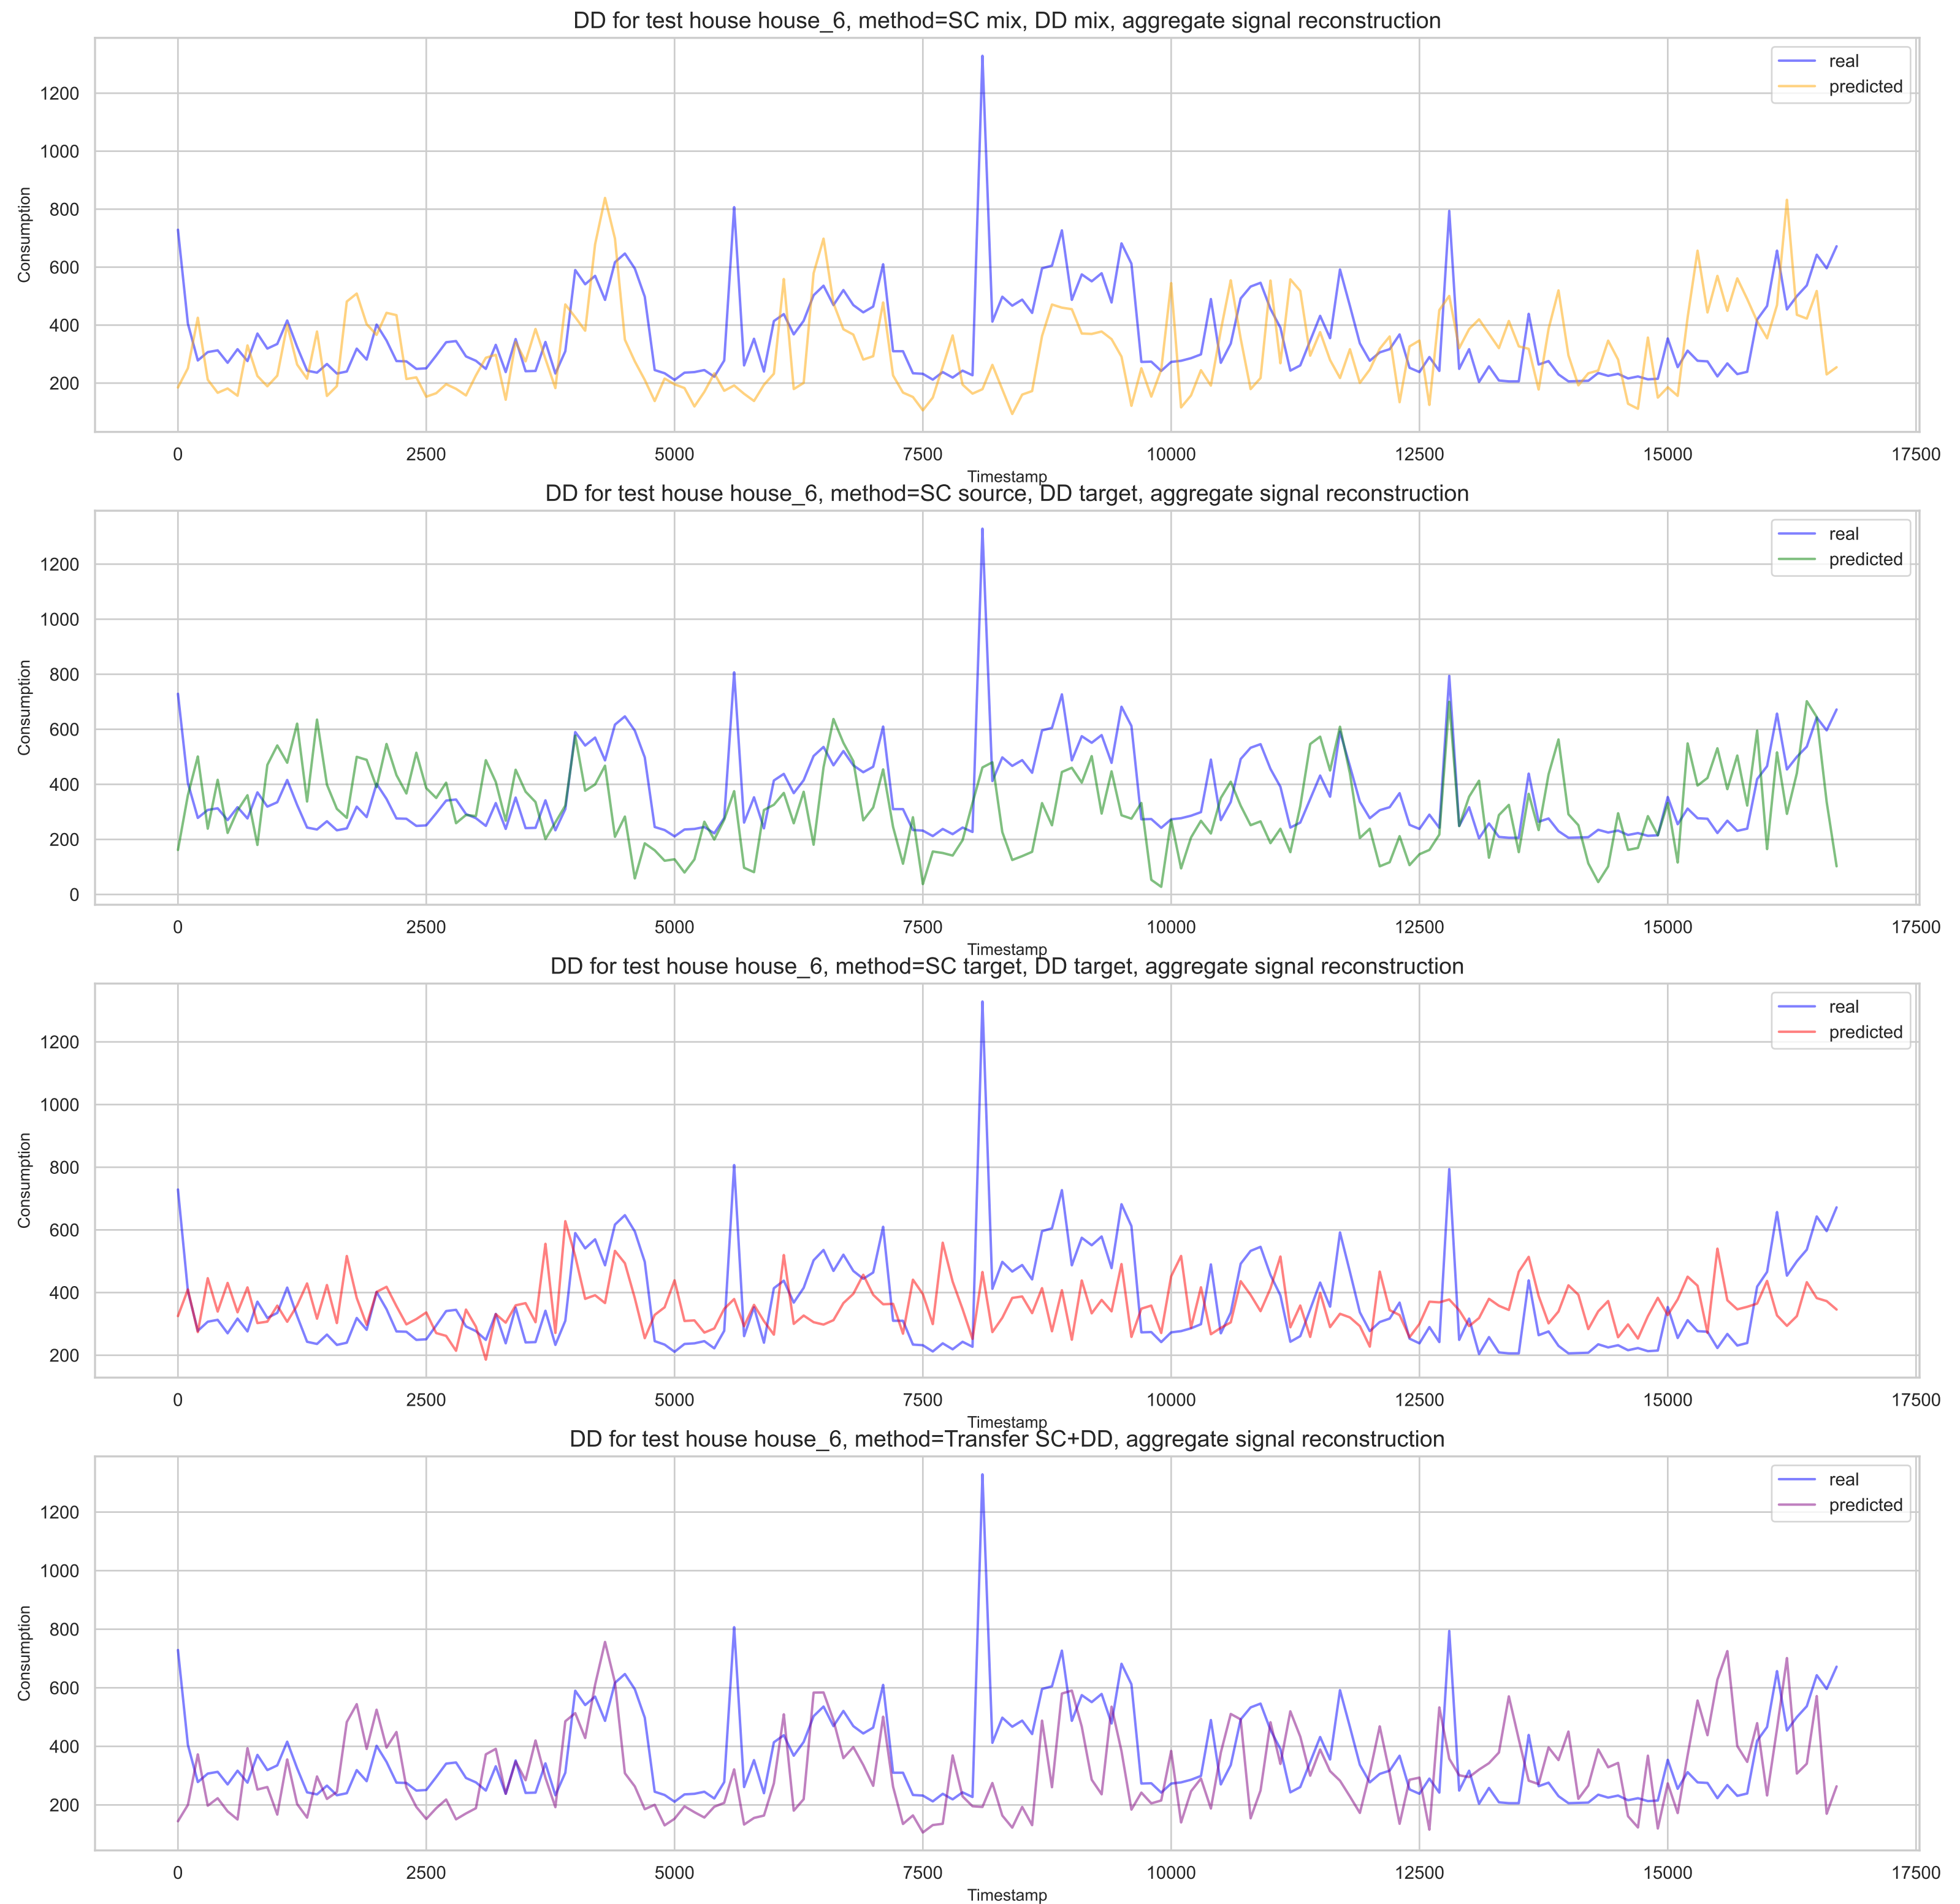 DD for test house house_6, method=SC mix, DD mix, aggregate signal reconstruction
real
predicted
Consumption
1200
1000
800
600
400
200
0 2500 5000 7500 10000 12500 15000 17500
Timestamp
DD for test house house_6, method=SC source, DD target, aggregate signal reconstruction
real
predicted
Consumption
1200
1000
800
600
400
200
0
0 2500 5000 7500 10000 12500 15000 17500
Timestamp
DD for test house house_6, method=SC target, DD target, aggregate signal reconstruction
real
predicted
Consumption
1200
1000
800
600
400
200
0 2500 5000 7500 10000 12500 15000 17500
Timestamp
DD for test house house_6, method=Transfer SC+DD, aggregate signal reconstruction
real
predicted
Consumption
1200
1000
800
600
400
200
0 2500 5000 7500 10000 12500 15000 17500
Timestamp